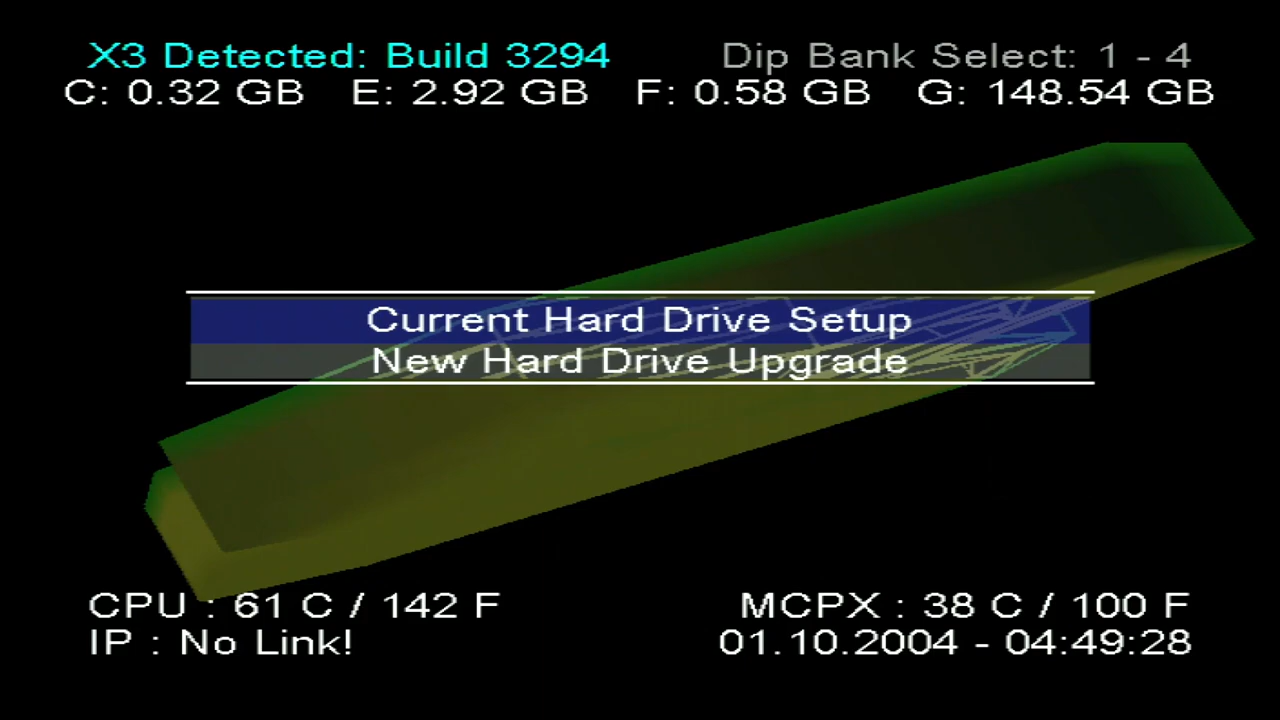 X3 Detected: Build 3294 Dip Bank Select: 1 - 4
C: 0.32 GB E: 2.92 GB F: 0.58 GB G: 148.54 GB
Current Hard Drive Setup
New Hard Drive Upgrade
CPU : 61 C / 142 F MCPX : 38 C / 100 F
IP : No Link! 01.10.2004 - 04:49:28